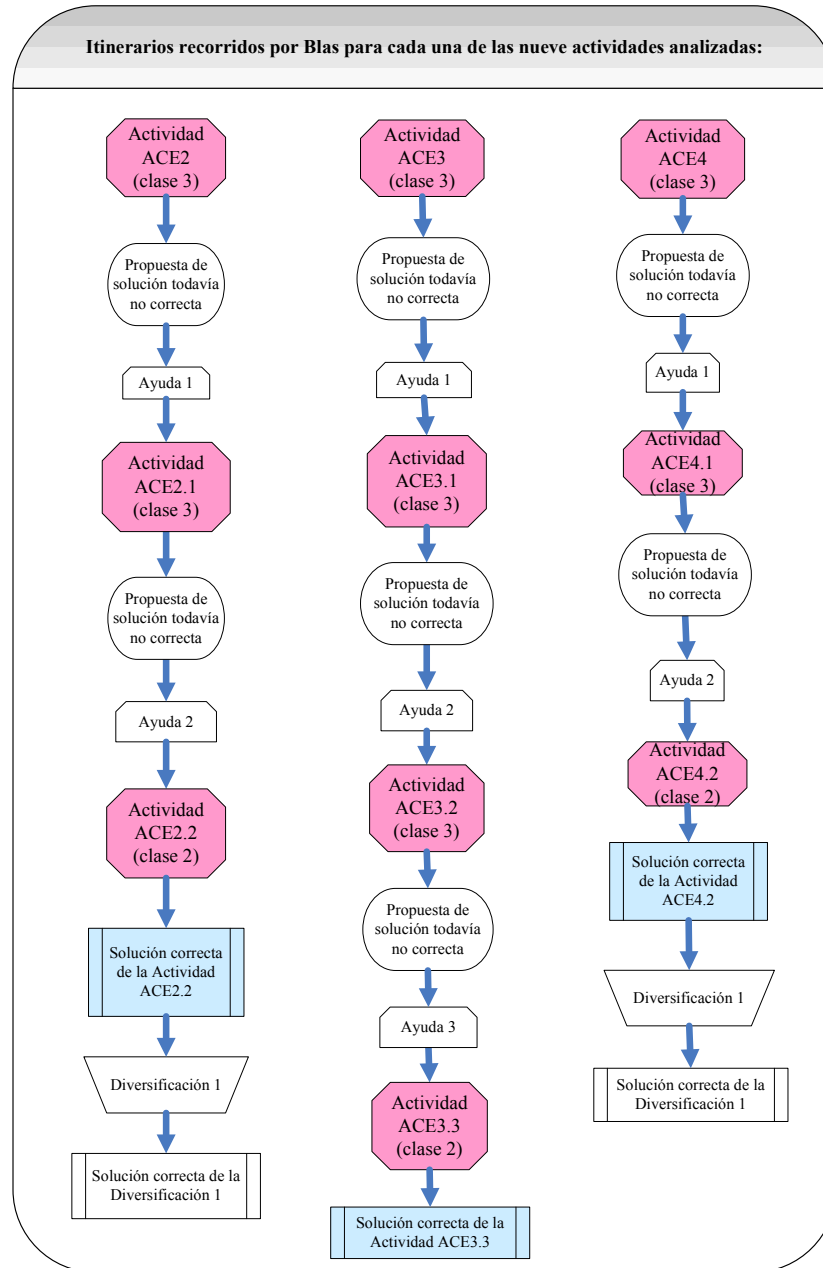 Itinerarios recorridos por Blas para cada una de las nueve actividades analizadas:
Actividad
ACE2
(clase 3)
Propuesta de
solución todavía
no correcta
Ayuda 1
Actividad
ACE2.1
(clase 3)
Propuesta de
solución todavía
no correcta
Ayuda 2
Actividad
ACE2.2
(clase 2)
Solución correcta
de la Actividad
ACE2.2
Diversificación 1
Solución correcta de la
Diversificación 1
Actividad
ACE3
(clase 3)
Propuesta de
solución todavía
no correcta
Ayuda 1
Actividad
ACE3.1
(clase 3)
Propuesta de
solución todavía
no correcta
Ayuda 2
Actividad
ACE3.2
(clase 3)
Propuesta de
solución todavía
no correcta
Ayuda 3
Actividad
ACE3.3
(clase 2)
Solución correcta de la
Actividad ACE3.3
Actividad
ACE4
(clase 3)
Propuesta de
solución todavía
no correcta
Ayuda 1
Actividad
ACE4.1
(clase 3)
Propuesta de
solución todavía
no correcta
Ayuda 2
Actividad
ACE4.2
(clase 2)
Solución correcta
de la Actividad
ACE4.2
Diversificación 1
Solución correcta de la
Diversificación 1